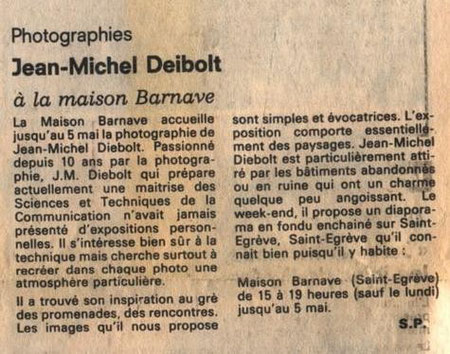 Photographies
Jean-Michel Deibolt
à la maison Barnave
La Maison Barnave accueille
jusqu'au 5 mai la photographie de
Jean-Michel Diebolt. Passionné
depuis 10 ans par la photogra-
phie, J.M. Diebolt qui prépare
actuellement une maitrise des
Sciences et Techniques de la
Communication n'avait jamais
présenté d'expositions person-
nelles. Il s'intéresse bien sûr à la
technique mais cherche surtout à
recréer dans chaque photo une
atmosphère particulière.
Il a trouvé son inspiration au gré
des promenades, des rencontres.
Les images qu'il nous propose
sont simples et évocatrices. L'ex-
position comporte essentielle-
ment des paysages. Jean-Michel
Diebolt est particulièrement atti-
ré par les bâtiments abandonnés
ou en ruine qui ont un charme
quelque peu angoissant. Le
week-end, il propose un diapora-
ma en fondu enchainé sur Saint-
Egrève, Saint-Egrève qu'il con-
nait bien puisqu'il y habite :
Maison Barnave (Saint-Egrève)
de 15 à 19 heures (sauf le lundi)
jusqu'au 5 mai.
S.P.